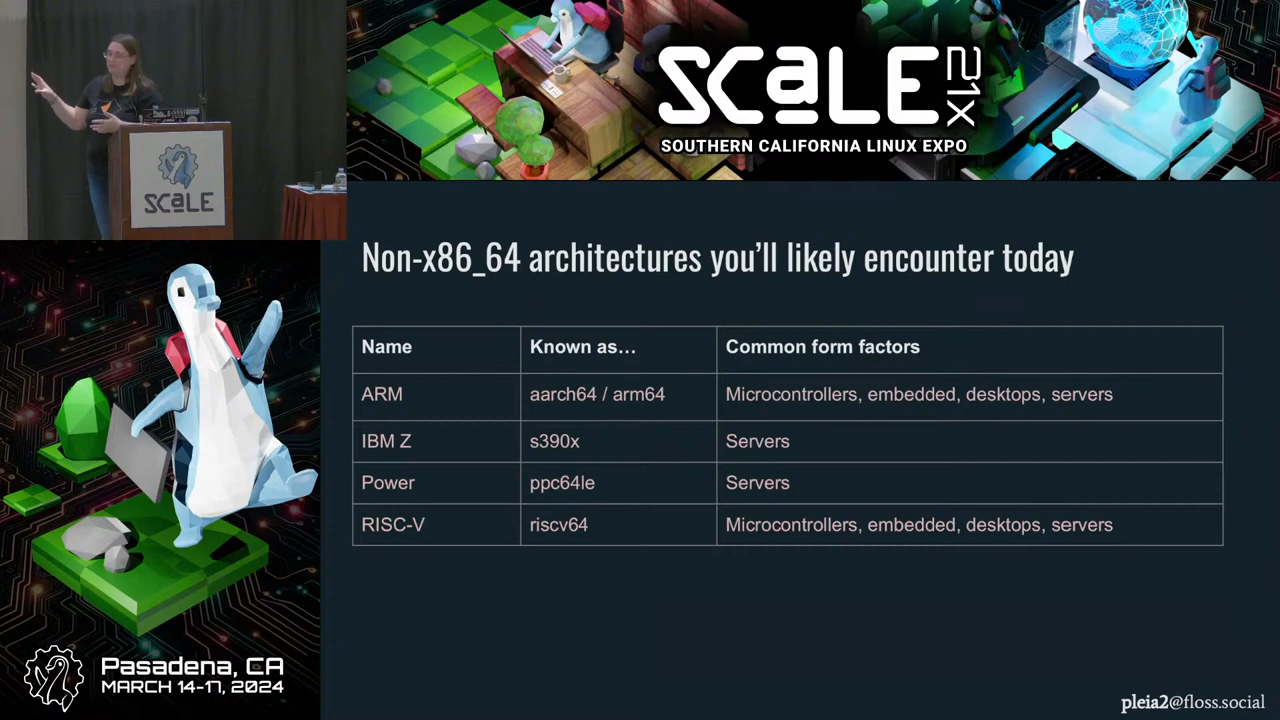 SCaLE 21X
SOUTHERN CALIFORNIA LINUX EXPO
SCaLE
Non-x86_64 architectures you’ll likely encounter today
Name Known as… Common form factors
ARM aarch64 / arm64 Microcontrollers, embedded, desktops, servers
IBM Z s390x Servers
Power ppc64le Servers
RISC-V riscv64 Microcontrollers, embedded, desktops, servers
Pasadena, CA
MARCH 14-17, 2024
pleia2@floss.social